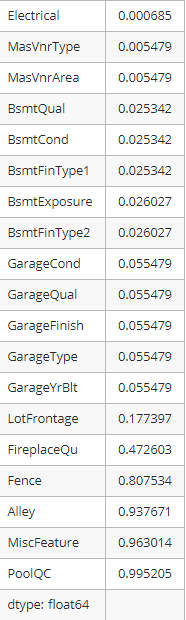 Electrical 0.000685
MasVnrType 0.005479
MasVnrArea 0.005479
BsmtQual 0.025342
BsmtCond 0.025342
BsmtFinType1 0.025342
BsmtExposure 0.026027
BsmtFinType2 0.026027
GarageCond 0.055479
GarageQual 0.055479
GarageFinish 0.055479
GarageType 0.055479
GarageYrBlt 0.055479
LotFrontage 0.177397
FireplaceQu 0.472603
Fence 0.807534
Alley 0.937671
MiscFeature 0.963014
PoolQC 0.995205
dtype: float64